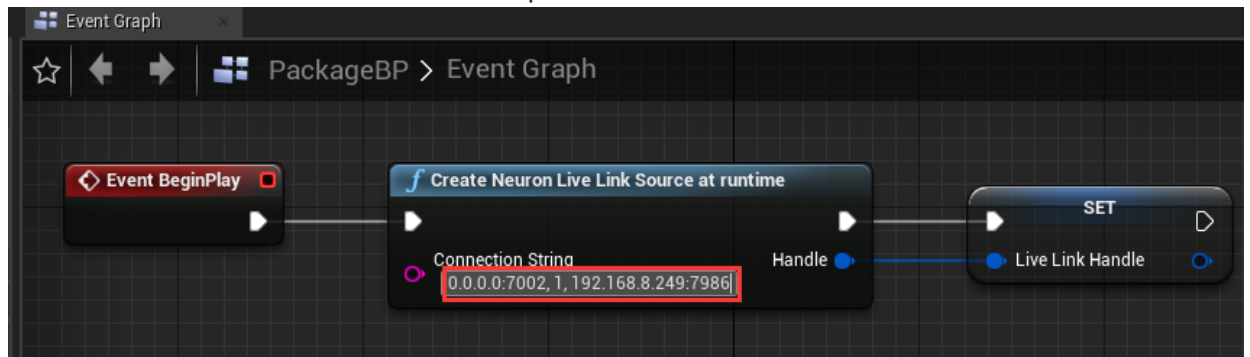 Event Graph
PackageBP > Event Graph
Event BeginPlay
f Create Neuron Live Link Source at runtime
SET
Connection String
Handle
Live Link Handle
0.0.0.0:7002, 1, 192.168.8.249:7986